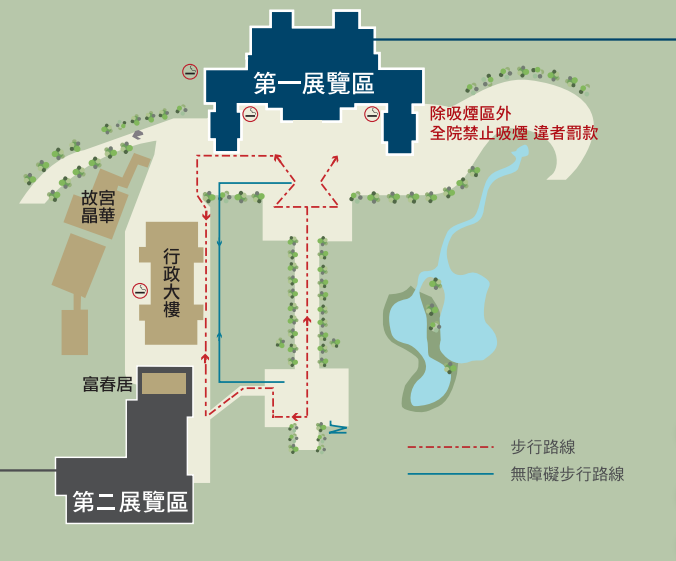 第一展覽區
除吸煙區外
全院禁止吸煙 違者罰款
故宮
晶華
行政大樓
富春居
N
步行路線
無障礙步行路線
第二展覽區